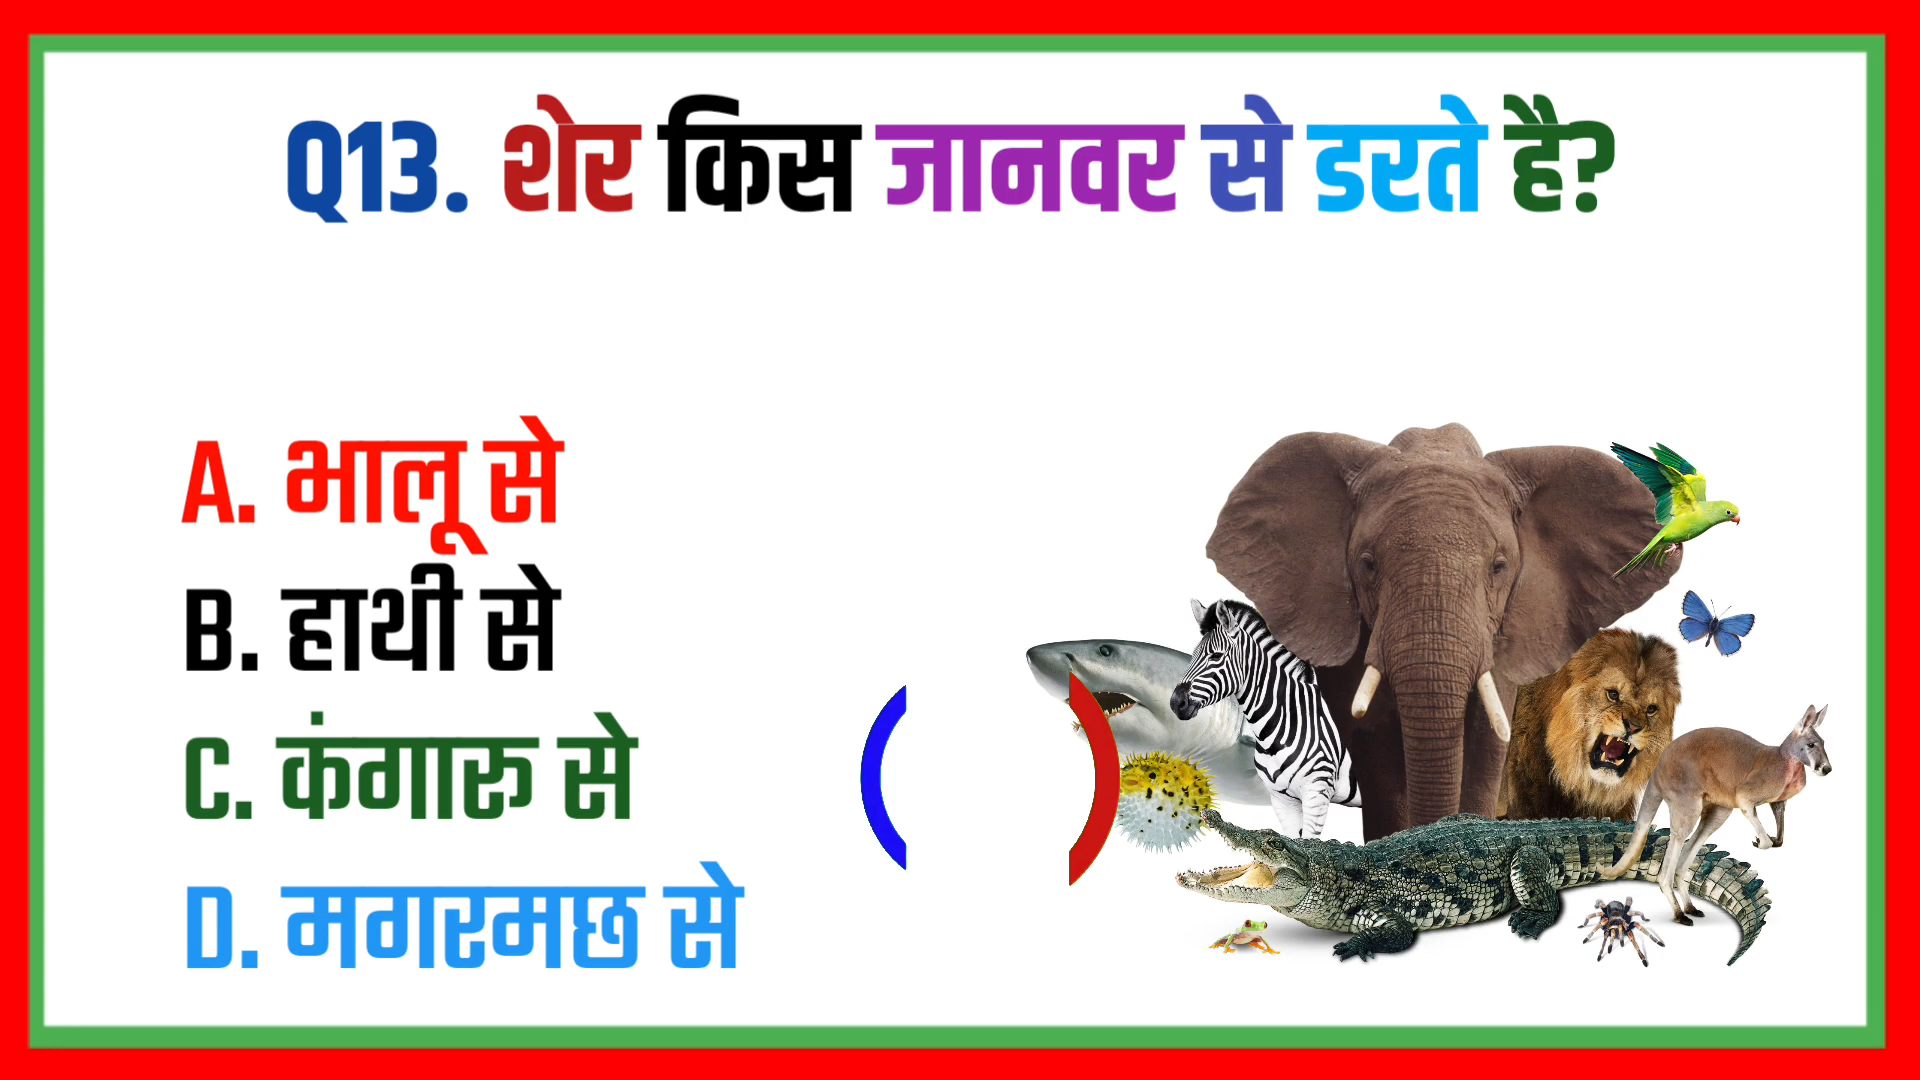 Q13. शेर किस जानवर से डरते है?
A. भालू से
B. हाथी से
C. कंगारू से
D. मगरमछ से
( )